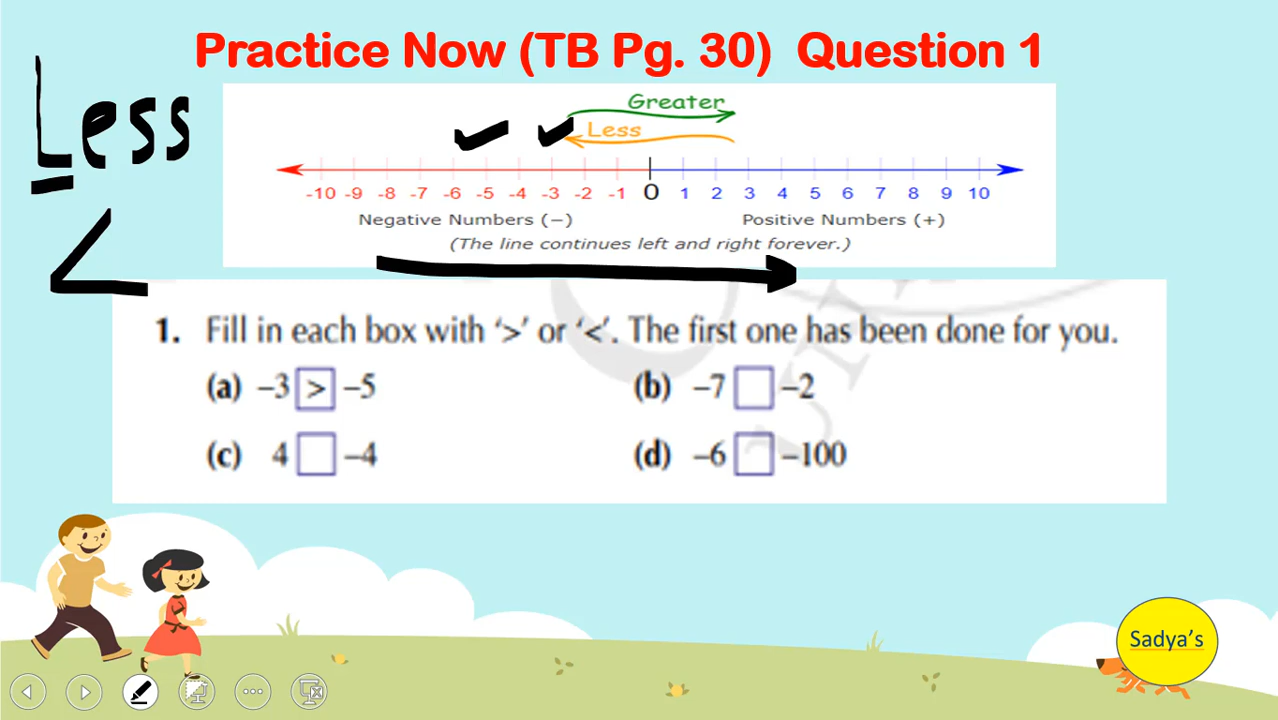 Practice Now (TB Pg. 30) Question 1
Less
<
Greater
Less
-10 -9 -8 -7 -6 -5 -4 -3 -2 -1 0 1 2 3 4 5 6 7 8 9 10
Negative Numbers (−) Positive Numbers (+)
(The line continues left and right forever.)
1. Fill in each box with ‘>’ or ‘<’. The first one has been done for you.
(a) –3 > –5 (b) –7 –2
(c) 4 –4 (d) –6 –100
Sadya’s